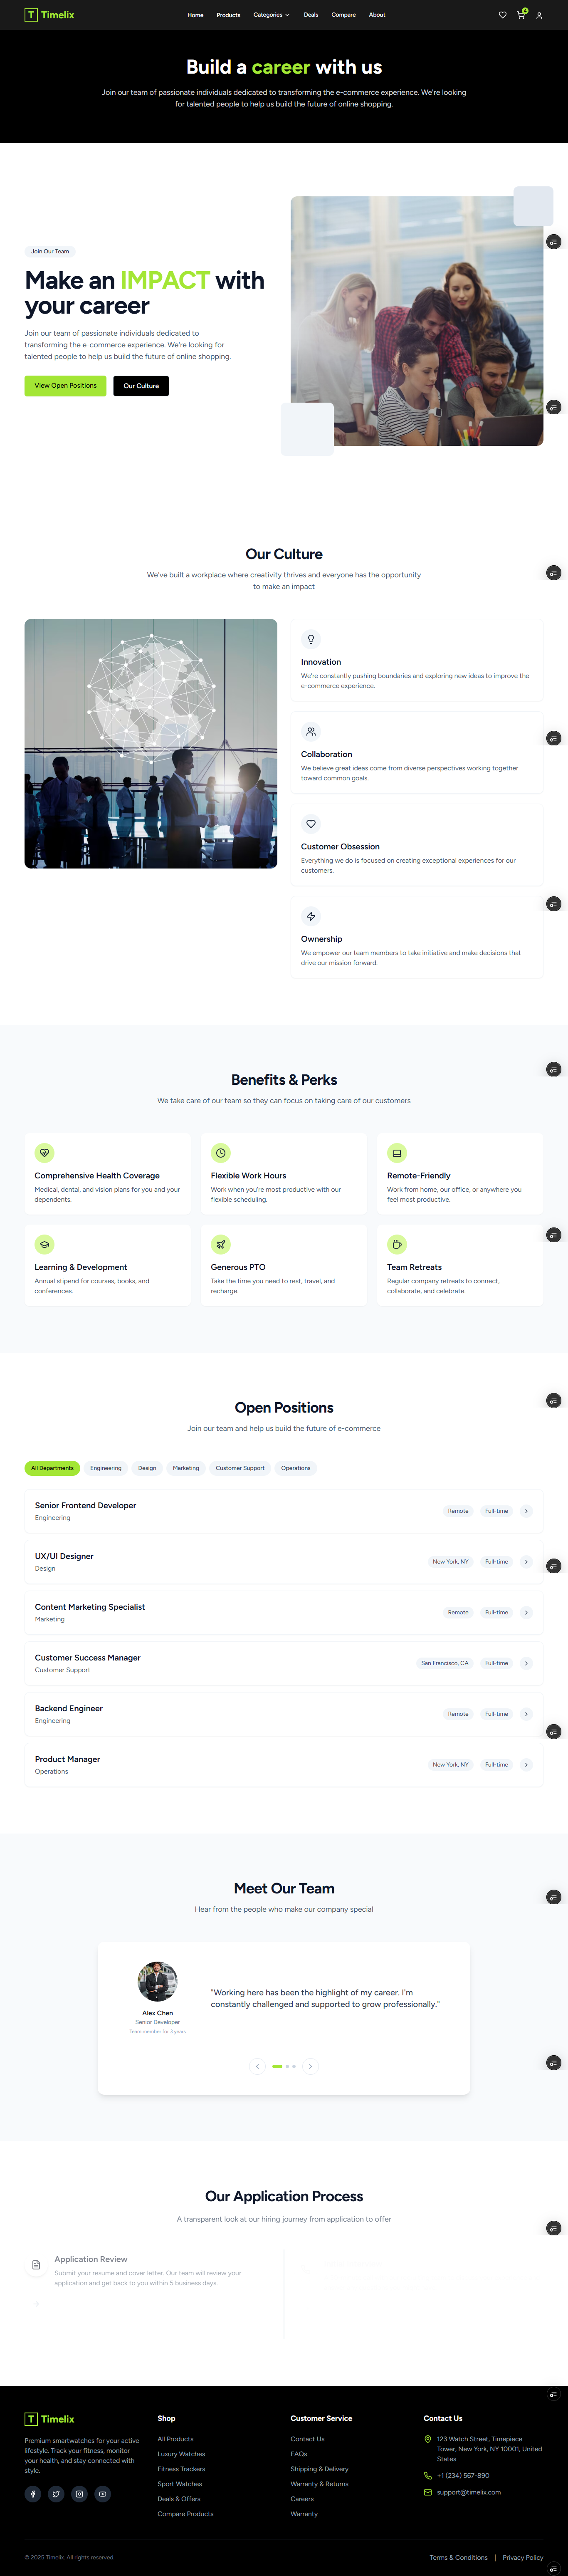 T Timelix
Home Products Categories Deals Compare About
Build a career with us
Join our team of passionate individuals dedicated to transforming the e-commerce experience. We're looking
for talented people to help us build the future of online shopping.
Join Our Team
Make an IMPACT with
your career
Join our team of passionate individuals dedicated to
transforming the e-commerce experience. We're looking for
talented people to help us build the future of online shopping.
View Open Positions
Our Culture
Our Culture
We've built a workplace where creativity thrives and everyone has the opportunity
to make an impact
Innovation
We're constantly pushing boundaries and exploring new ideas to improve the
e-commerce experience.
Collaboration
We believe great ideas come from diverse perspectives working together
toward common goals.
Customer Obsession
Everything we do is focused on creating exceptional experiences for our
customers.
Ownership
We empower our team members to take initiative and make decisions that
drive our mission forward.
Benefits & Perks
We take care of our team so they can focus on taking care of our customers
Comprehensive Health Coverage
Medical, dental, and vision plans for you and your
dependents.
Flexible Work Hours
Work when you're most productive with our
flexible scheduling.
Remote-Friendly
Work from home, our office, or anywhere you
feel most productive.
Learning & Development
Annual stipend for courses, books, and
conferences.
Generous PTO
Take the time you need to rest, travel, and
recharge.
Team Retreats
Regular company retreats to connect,
collaborate, and celebrate.
Open Positions
Join our team and help us build the future of e-commerce
All Departments Engineering Design Marketing Customer Support Operations
Senior Frontend Developer
Engineering
Remote Full-time
UX/UI Designer
Design
New York, NY Full-time
Content Marketing Specialist
Marketing
Remote Full-time
Customer Success Manager
Customer Support
San Francisco, CA Full-time
Backend Engineer
Engineering
Remote Full-time
Product Manager
Operations
New York, NY Full-time
Meet Our Team
Hear from the people who make our company special
Alex Chen
Senior Developer
Team member for 3 years
"Working here has been the highlight of my career. I'm
constantly challenged and supported to grow professionally."
Our Application Process
A transparent look at our hiring journey from application to offer
Application Review
Submit your resume and cover letter. Our team will review your
application and get back to you within 5 business days.
T Timelix
Premium smartwatches for your active
lifestyle. Track your fitness, monitor
your health, and stay connected with
style.
Shop
All Products
Luxury Watches
Fitness Trackers
Sport Watches
Deals & Offers
Compare Products
Customer Service
Contact Us
FAQs
Shipping & Delivery
Warranty & Returns
Careers
Warranty
Contact Us
123 Watch Street, Timepiece
Tower, New York, NY 10001, United
States
+1 (234) 567-890
support@timelix.com
© 2025 Timelix. All rights reserved.
Terms & Conditions | Privacy Policy